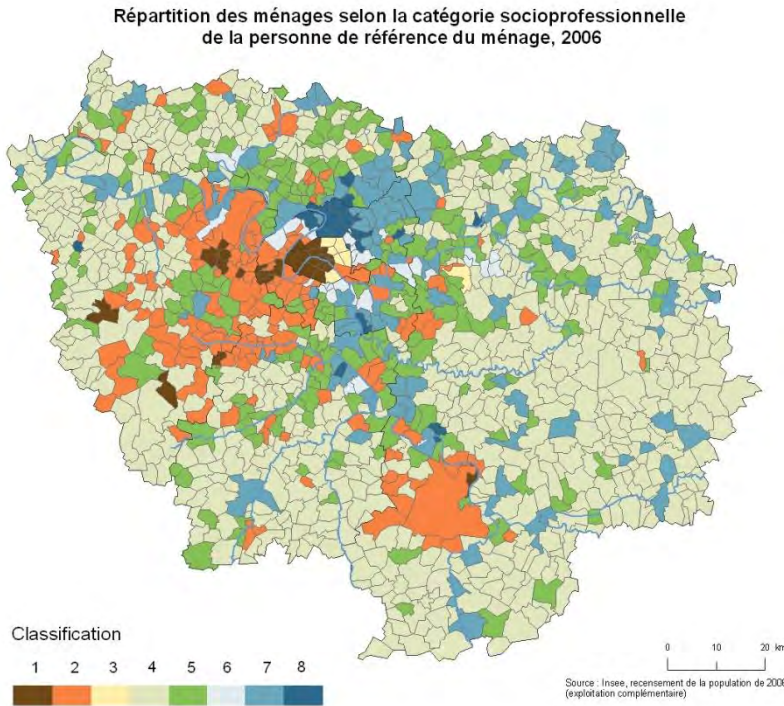 Répartition des ménages selon la catégorie socioprofessionnelle
de la personne de référence du ménage, 2006
Classification
1 2 3 4 5 6 7 8
0 10 20 km
Source : Insee, recensement de la population de 2006
(exploitation complémentaire)